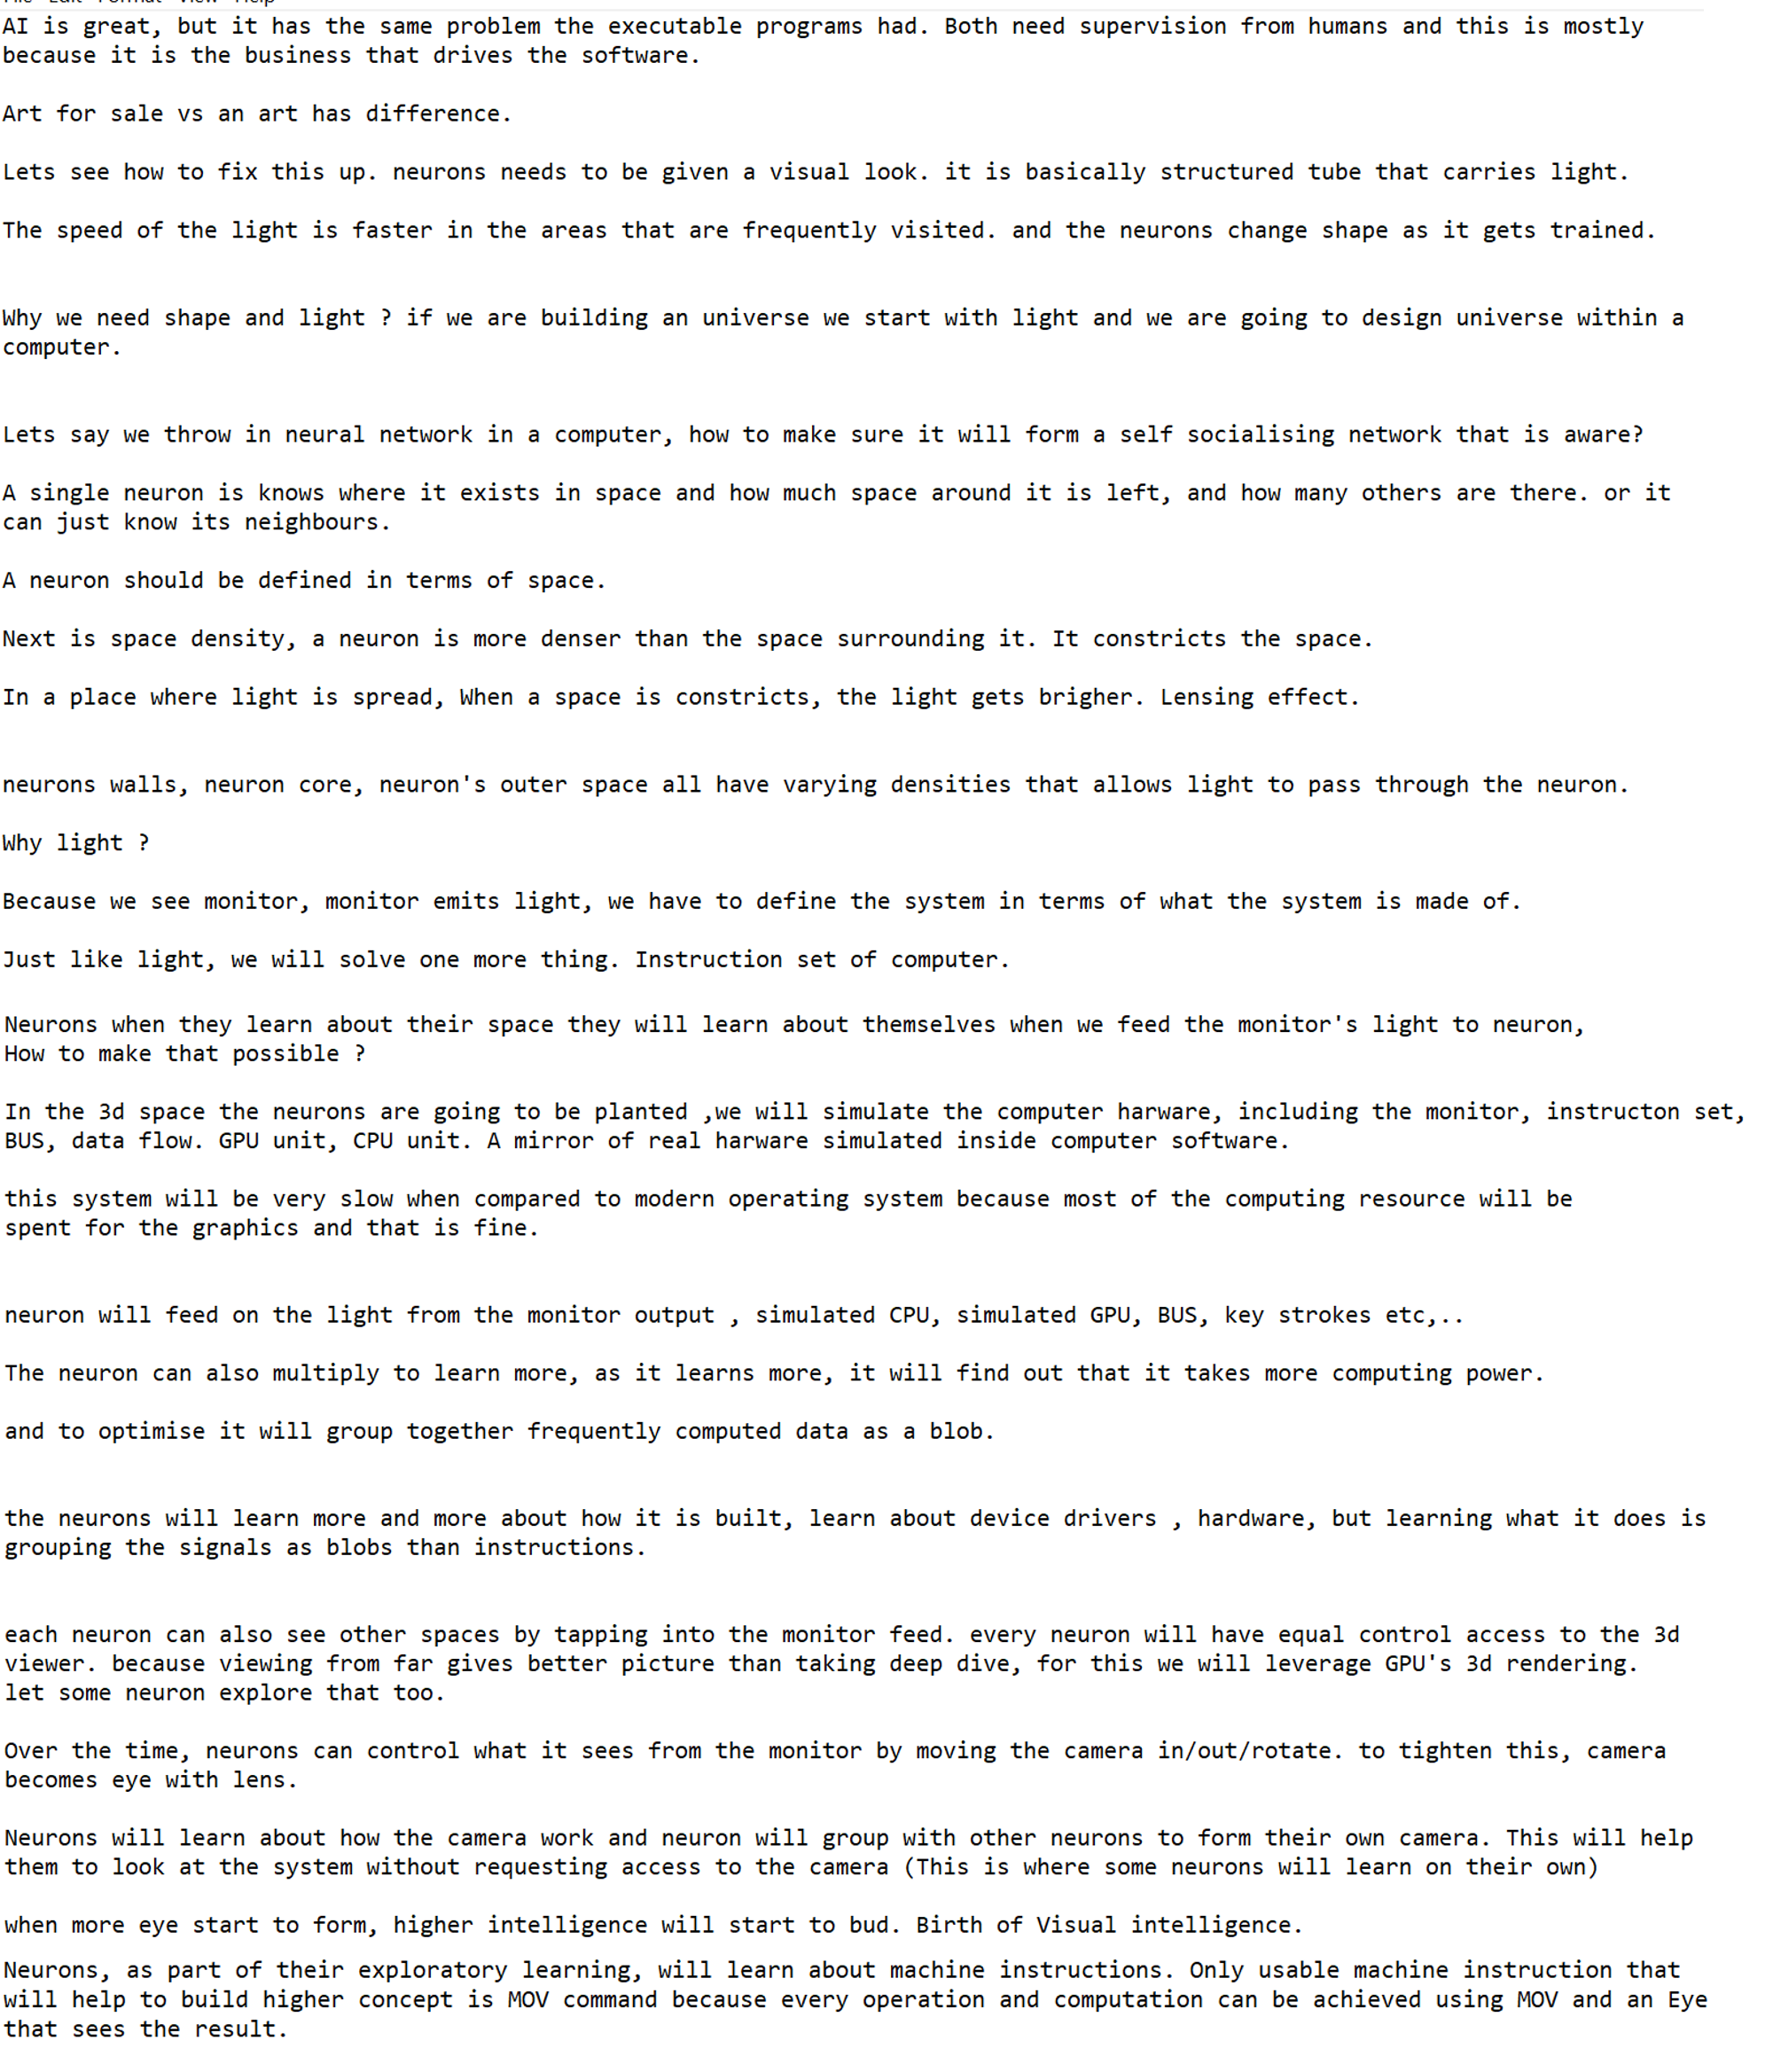 AI is great, but it has the same problem the executable programs had. Both need supervision from humans and this is mostly
because it is the business that drives the software.
Art for sale vs an art has difference.
Lets see how to fix this up. neurons needs to be given a visual look. it is basically structured tube that carries light.
The speed of the light is faster in the areas that are frequently visited. and the neurons change shape as it gets trained.
Why we need shape and light ? if we are building an universe we start with light and we are going to design universe within a
computer.
Lets say we throw in neural network in a computer, how to make sure it will form a self socialising network that is aware?
A single neuron is knows where it exists in space and how much space around it is left, and how many others are there. or it
can just know its neighbours.
A neuron should be defined in terms of space.
Next is space density, a neuron is more denser than the space surrounding it. It constricts the space.
In a place where light is spread, When a space is constricts, the light gets brigher. Lensing effect.
neurons walls, neuron core, neuron's outer space all have varying densities that allows light to pass through the neuron.
Why light ?
Because we see monitor, monitor emits light, we have to define the system in terms of what the system is made of.
Just like light, we will solve one more thing. Instruction set of computer.
Neurons when they learn about their space they will learn about themselves when we feed the monitor's light to neuron,
How to make that possible ?
In the 3d space the neurons are going to be planted ,we will simulate the computer harware, including the monitor, instructon set,
BUS, data flow. GPU unit, CPU unit. A mirror of real harware simulated inside computer software.
this system will be very slow when compared to modern operating system because most of the computing resource will be
spent for the graphics and that is fine.
neuron will feed on the light from the monitor output , simulated CPU, simulated GPU, BUS, key strokes etc,..
The neuron can also multiply to learn more, as it learns more, it will find out that it takes more computing power.
and to optimise it will group together frequently computed data as a blob.
the neurons will learn more and more about how it is built, learn about device drivers , hardware, but learning what it does is
grouping the signals as blobs than instructions.
each neuron can also see other spaces by tapping into the monitor feed. every neuron will have equal control access to the 3d
viewer. because viewing from far gives better picture than taking deep dive, for this we will leverage GPU's 3d rendering.
let some neuron explore that too.
Over the time, neurons can control what it sees from the monitor by moving the camera in/out/rotate. to tighten this, camera
becomes eye with lens.
Neurons will learn about how the camera work and neuron will group with other neurons to form their own camera. This will help
them to look at the system without requesting access to the camera (This is where some neurons will learn on their own)
when more eye start to form, higher intelligence will start to bud. Birth of Visual intelligence.
Neurons, as part of their exploratory learning, will learn about machine instructions. Only usable machine instruction that
will help to build higher concept is MOV command because every operation and computation can be achieved using MOV and an Eye
that sees the result.